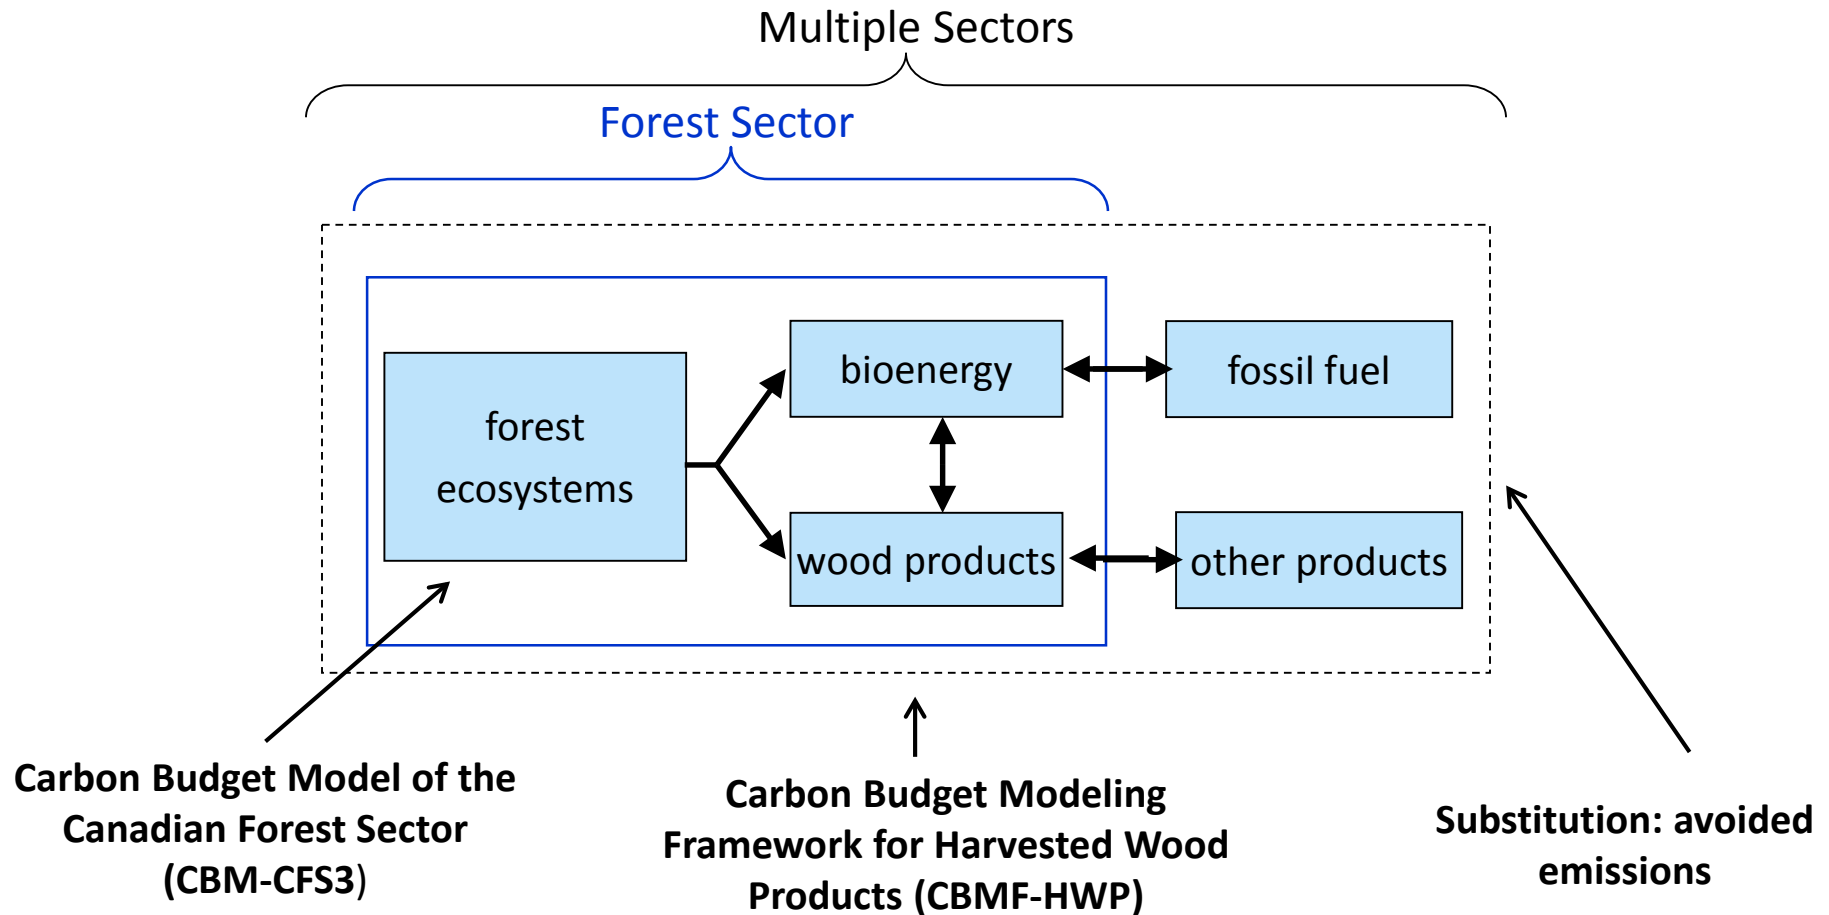 Multiple Sectors
Forest Sector
forest
ecosystems
bioenergy
fossil fuel
wood products
other products
Carbon Budget Model of the
Canadian Forest Sector
(CBM-CFS3)
Carbon Budget Modeling
Framework for Harvested Wood
Products (CBMF-HWP)
Substitution: avoided
emissions